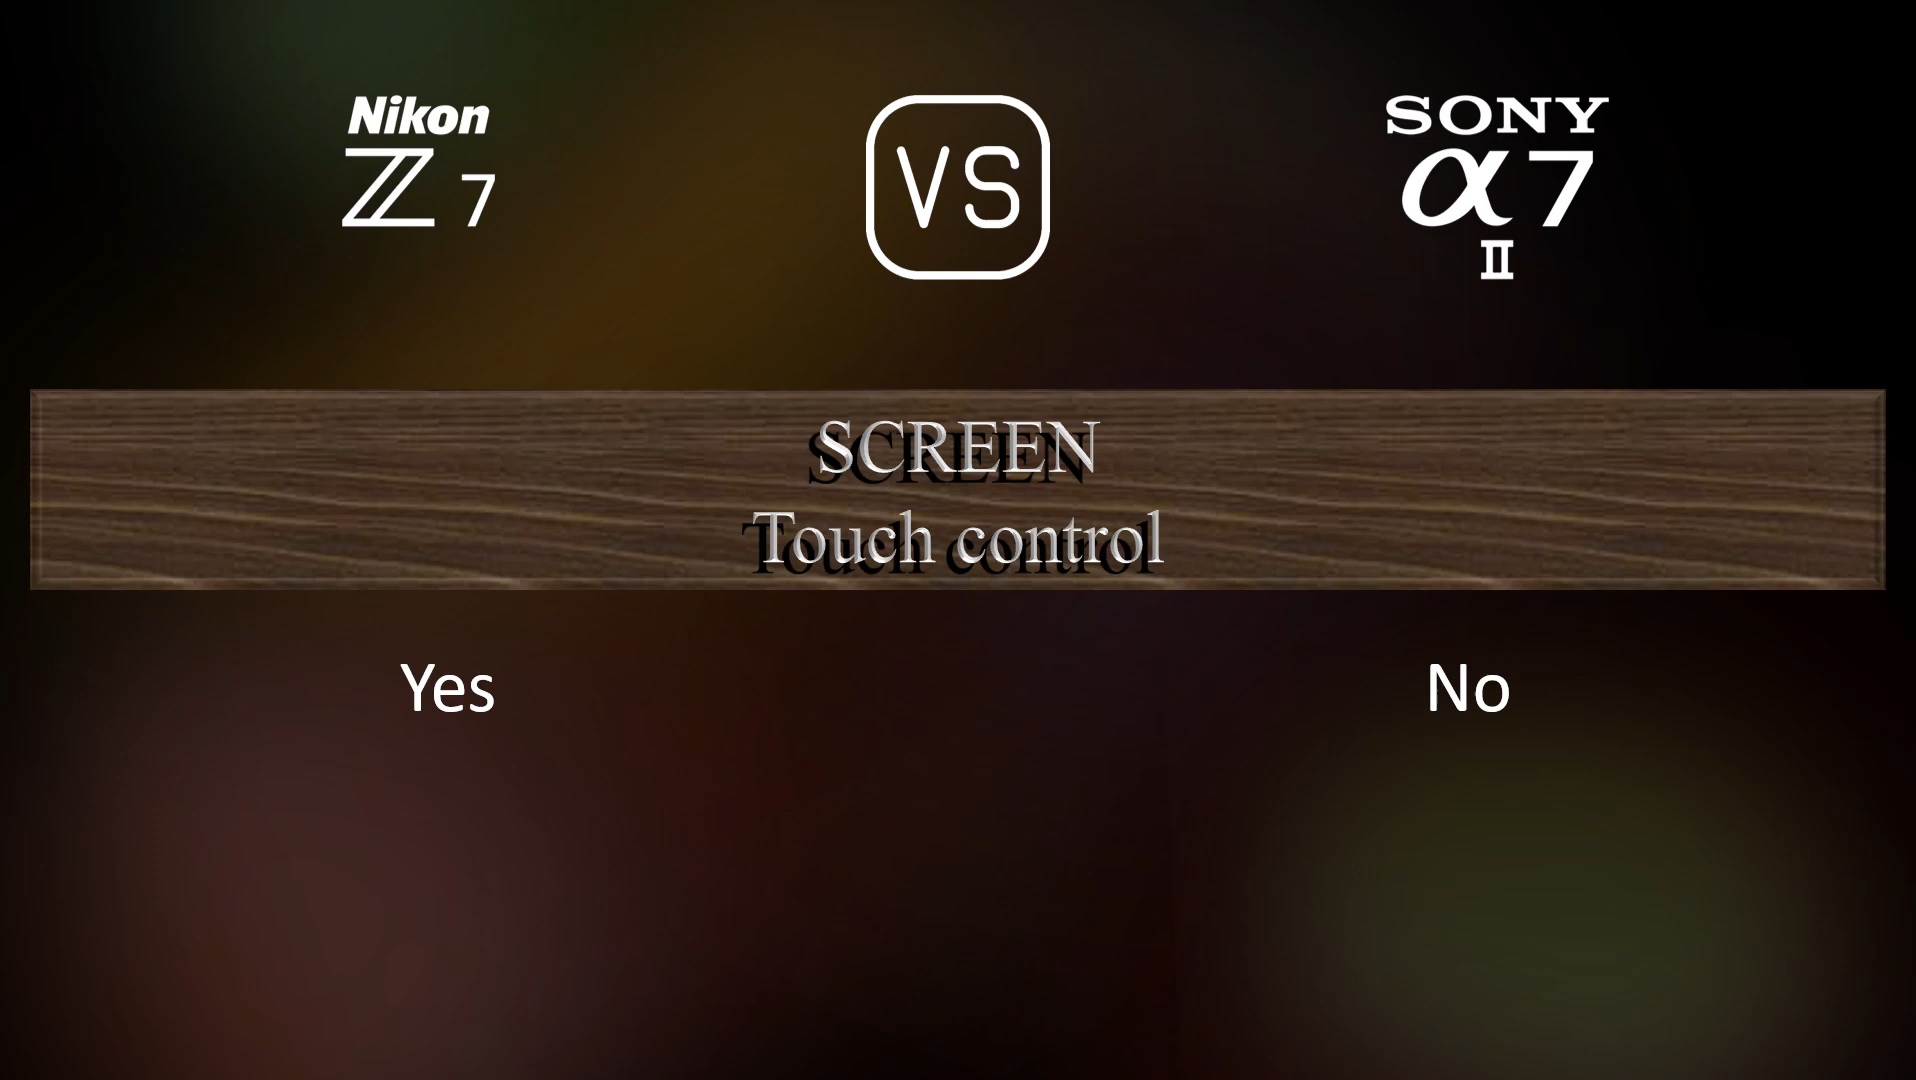 Nikon
Z 7
VS
SONY
α7
II
SCREEN
Touch control
Yes
No